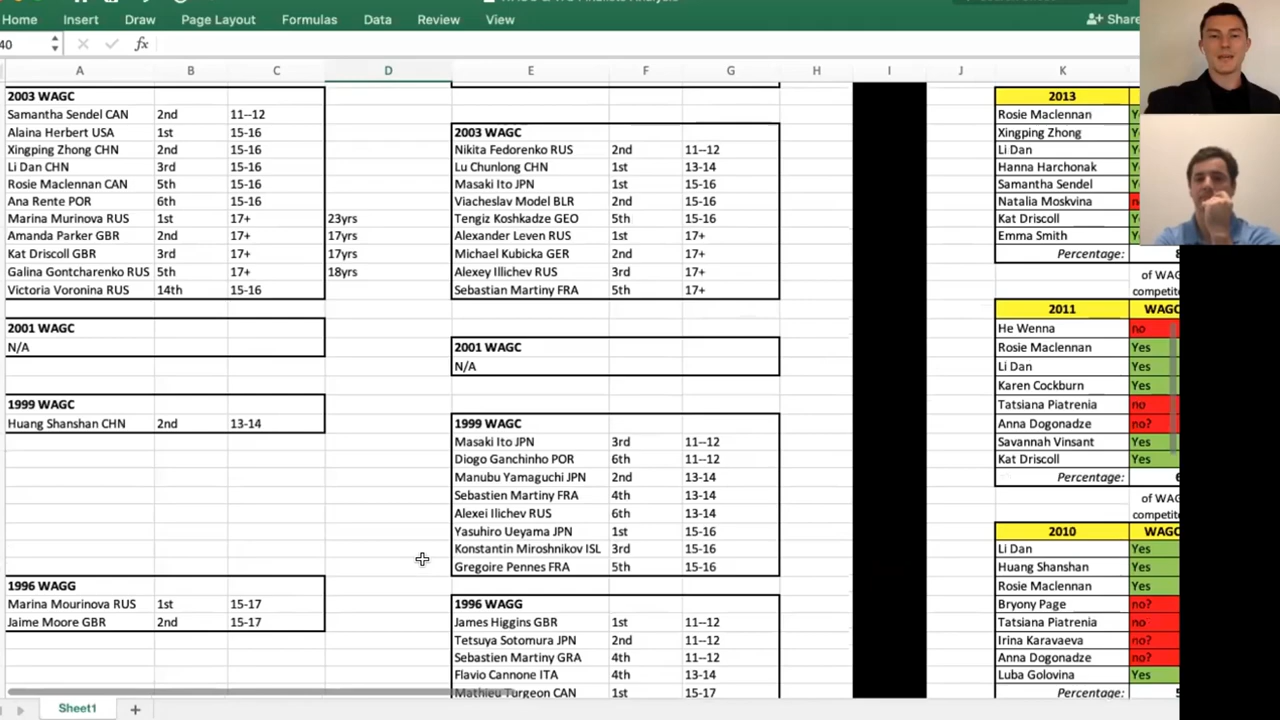 Home Insert Draw Page Layout Formulas Data Review View Share
40 fx
A B C D E F G H I J K
2003 WAGC
Samantha Sendel CAN 2nd 11--12
Alaina Herbert USA 1st 15-16
Xingping Zhong CHN 2nd 15-16
Li Dan CHN 3rd 15-16
Rosie Maclennan CAN 5th 15-16
Ana Rente POR 6th 15-16
Marina Murinova RUS 1st 17+ 23yrs
Amanda Parker GBR 2nd 17+ 17yrs
Kat Driscoll GBR 3rd 17+ 17yrs
Galina Gontcharenko RUS 5th 17+ 18yrs
Victoria Voronina RUS 14th 15-16
2001 WAGC
N/A
1999 WAGC
Huang Shanshan CHN 2nd 13-14
1996 WAGG
Marina Mourinova RUS 1st 15-17
Jaime Moore GBR 2nd 15-17
2003 WAGC
Nikita Fedorenko RUS 2nd 11--12
Lu Chunlong CHN 1st 13-14
Masaki Ito JPN 1st 15-16
Viacheslav Model BLR 2nd 15-16
Tengiz Koshkadze GEO 5th 15-16
Alexander Leven RUS 1st 17+
Michael Kubicka GER 2nd 17+
Alexey Illichev RUS 3rd 17+
Sebastian Martiny FRA 5th 17+
2001 WAGC
N/A
1999 WAGC
Masaki Ito JPN 3rd 11--12
Diogo Ganchinho POR 6th 11--12
Manubu Yamaguchi JPN 2nd 13-14
Sebastien Martiny FRA 4th 13-14
Alexei Ilichev RUS 6th 13-14
Yasuhiro Ueyama JPN 1st 15-16
Konstantin Miroshnikov ISL 3rd 15-16
Gregoire Pennes FRA 5th 15-16
1996 WAGG
James Higgins GBR 1st 11--12
Tetsuya Sotomura JPN 2nd 11--12
Sebastien Martiny GRA 4th 11--12
Flavio Cannone ITA 4th 13-14
Mathieu Turgeon CAN 1st 15-17
2013
Rosie Maclennan
Xingping Zhong
Li Dan
Hanna Harchonak
Samantha Sendel
Natalia Moskvina
Kat Driscoll
Emma Smith
Percentage:
of WAG
competit
2011 WAGC
He Wenna no
Rosie Maclennan Yes
Li Dan Yes
Karen Cockburn Yes
Tatsiana Piatrenia no
Anna Dogonadze no?
Savannah Vinsant Yes
Kat Driscoll Yes
Percentage:
of WAG
competit
2010 WAGC
Li Dan Yes
Huang Shanshan Yes
Rosie Maclennan Yes
Bryony Page no?
Tatsiana Piatrenia no
Irina Karavaeva no?
Anna Dogonadze no?
Luba Golovina Yes
Percentage:
Sheet1